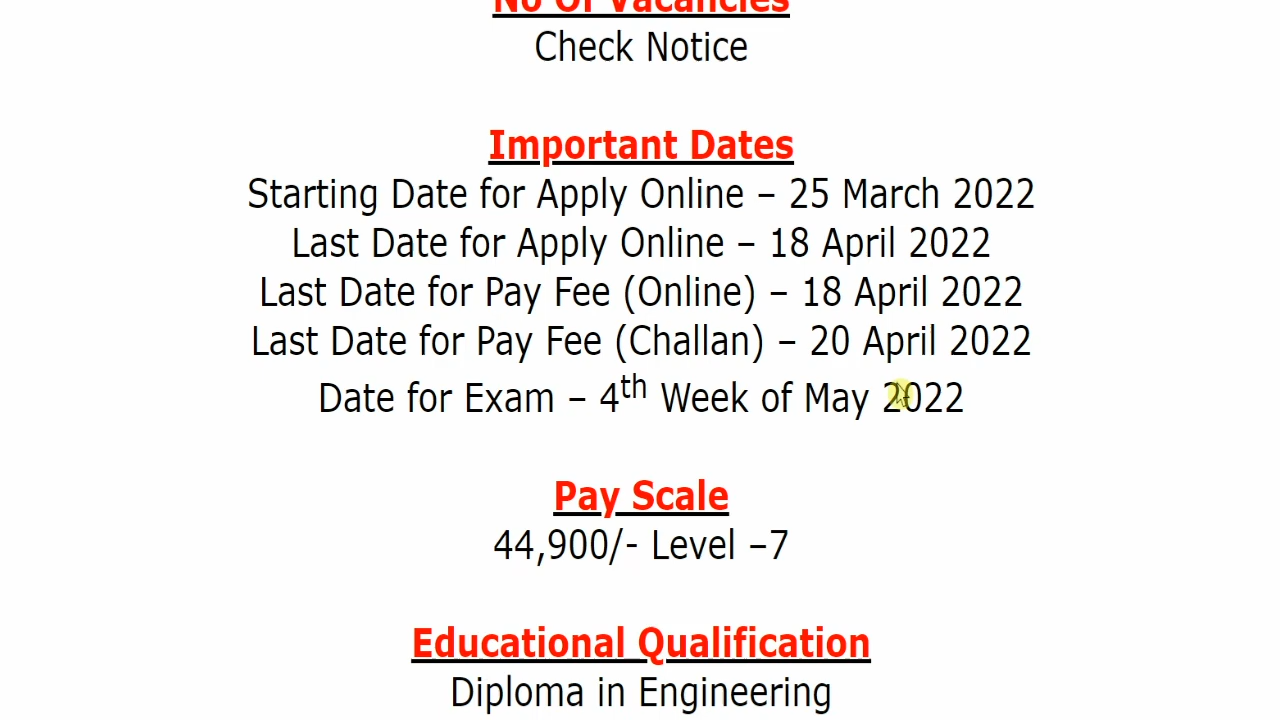 No Of Vacancies
Check Notice
Important Dates
Starting Date for Apply Online – 25 March 2022
Last Date for Apply Online – 18 April 2022
Last Date for Pay Fee (Online) – 18 April 2022
Last Date for Pay Fee (Challan) – 20 April 2022
Date for Exam – 4th Week of May 2022
Pay Scale
44,900/- Level –7
Educational Qualification
Diploma in Engineering